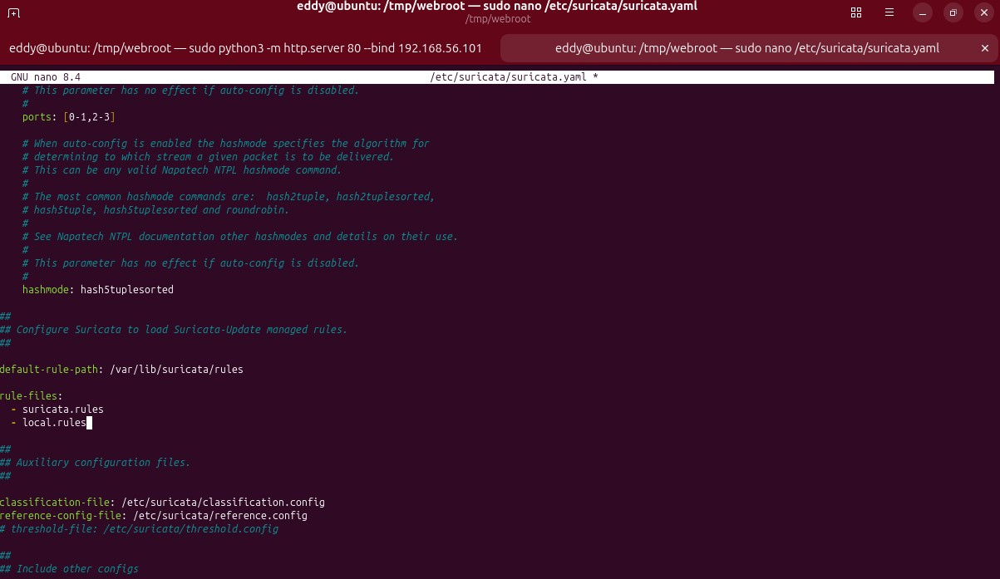 eddy@ubuntu: /tmp/webroot — sudo nano /etc/suricata/suricata.yaml
/tmp/webroot
eddy@ubuntu: /tmp/webroot — sudo python3 -m http.server 80 --bind 192.168.56.101
eddy@ubuntu: /tmp/webroot — sudo nano /etc/suricata/suricata.yaml
GNU nano 8.4 /etc/suricata/suricata.yaml *
# This parameter has no effect if auto-config is disabled.
#
ports: [0-1,2-3]
# When auto-config is enabled the hashmode specifies the algorithm for
# determining to which stream a given packet is to be delivered.
# This can be any valid Napatech NTPL hashmode command.
#
# The most common hashmode commands are:  hash2tuple, hash2tuplesorted,
# hash5tuple, hash5tuplesorted and roundrobin.
#
# See Napatech NTPL documentation other hashmodes and details on their use.
#
# This parameter has no effect if auto-config is disabled.
#
hashmode: hash5tuplesorted
##
## Configure Suricata to load Suricata-Update managed rules.
##
default-rule-path: /var/lib/suricata/rules
rule-files:
- suricata.rules
- local.rules
##
## Auxiliary configuration files.
##
classification-file: /etc/suricata/classification.config
reference-config-file: /etc/suricata/reference.config
# threshold-file: /etc/suricata/threshold.config
##
## Include other configs